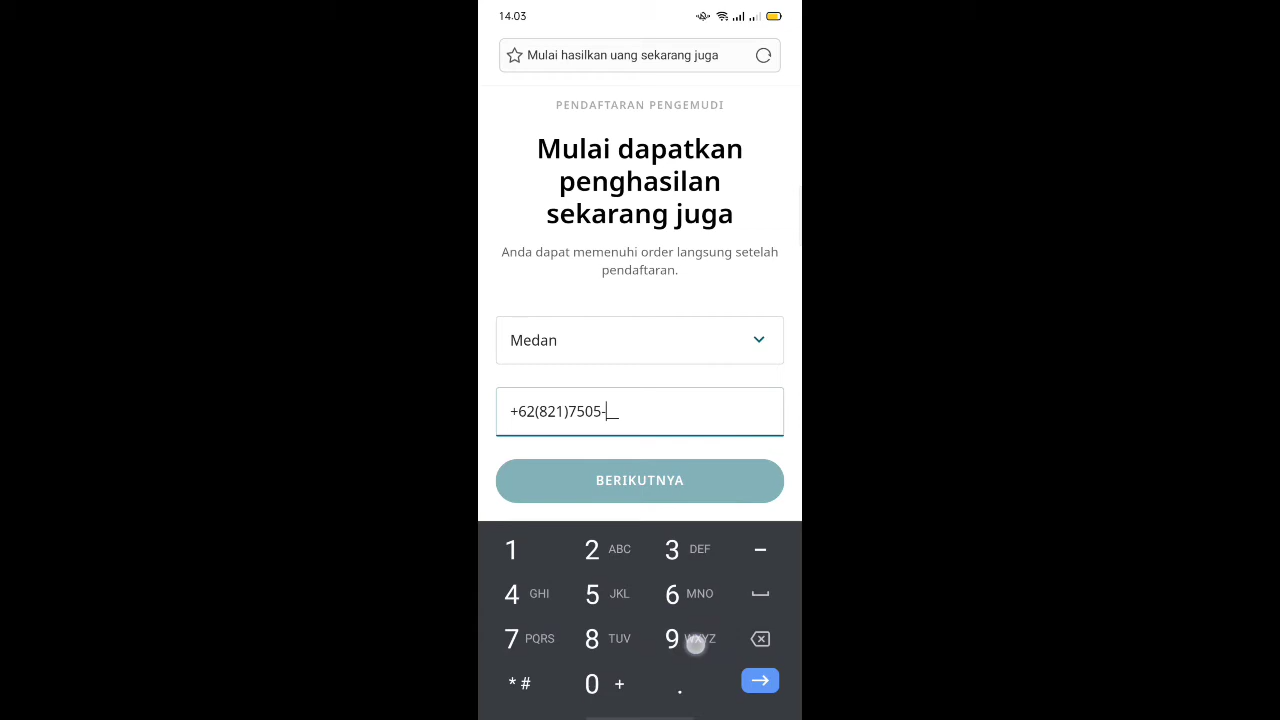 14.03
Mulai hasilkan uang sekarang juga
PENDAFTARAN PENGEMUDI
Mulai dapatkan
penghasilan
sekarang juga
Anda dapat memenuhi order langsung setelah
pendaftaran.
Medan
+62(821)7505-__
BERIKUTNYA
1 2 ABC 3 DEF -
4 GHI 5 JKL 6 MNO
7 PQRS 8 TUV 9 WXYZ
* # 0 + .